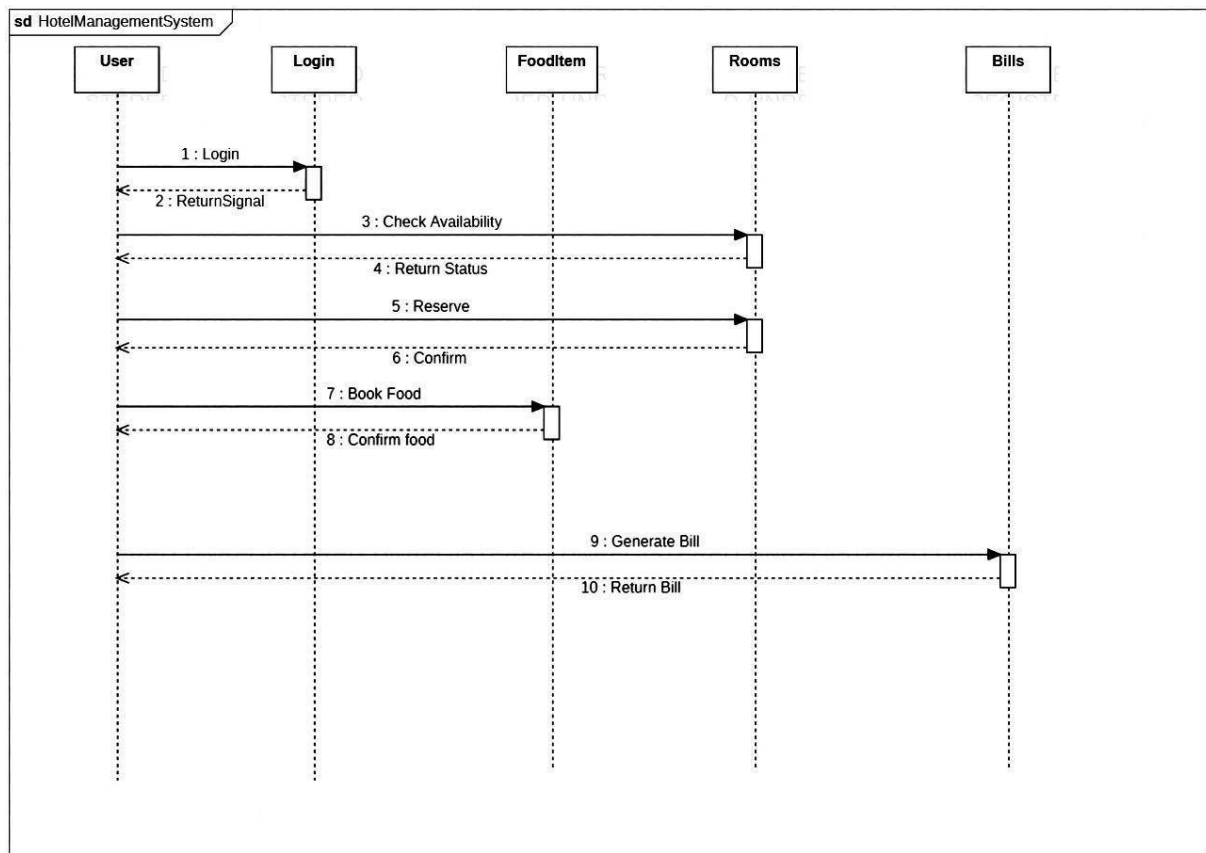 sd HotelManagementSystem
User
Login
FoodItem
Rooms
Bills
1 : Login
2 : ReturnSignal
3 : Check Availability
4 : Return Status
5 : Reserve
6 : Confirm
7 : Book Food
8 : Confirm food
9 : Generate Bill
10 : Return Bill